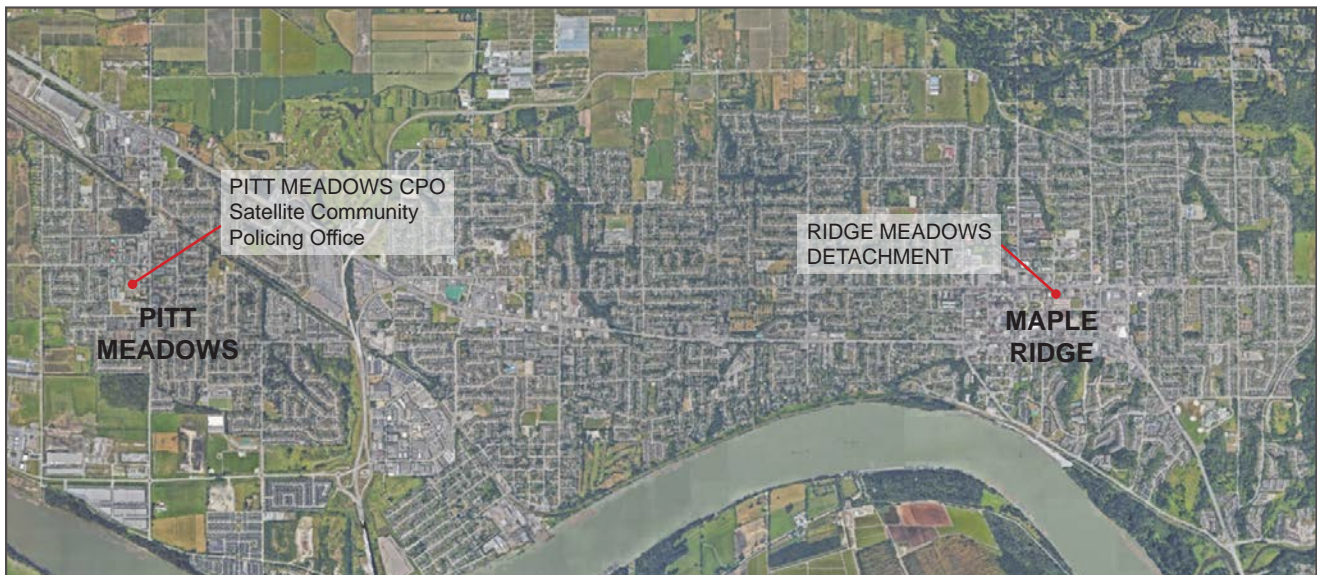 PITT MEADOWS CPO
Satellite Community
Policing Office
RIDGE MEADOWS
DETACHMENT
PITT
MEADOWS
MAPLE
RIDGE